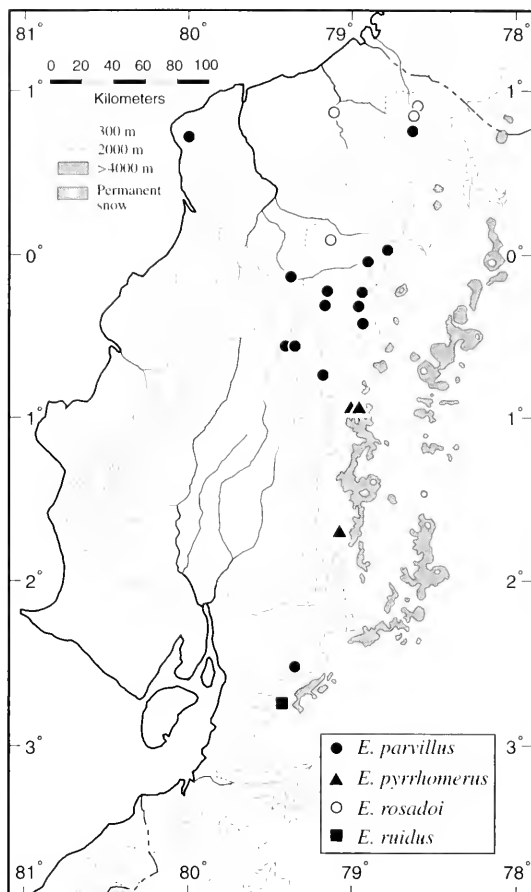 81° 80° 79° 78°
0 20 40 60 80 100
Kilometers
300 m
2000 m
>4000 m
Permanent
snow
1° 1°
0° 0°
1° 1°
2° 2°
3° 3°
E. parvillus
E. pyrrhomerus
E. rosadoi
E. ruidus
81° 80° 79° 78°